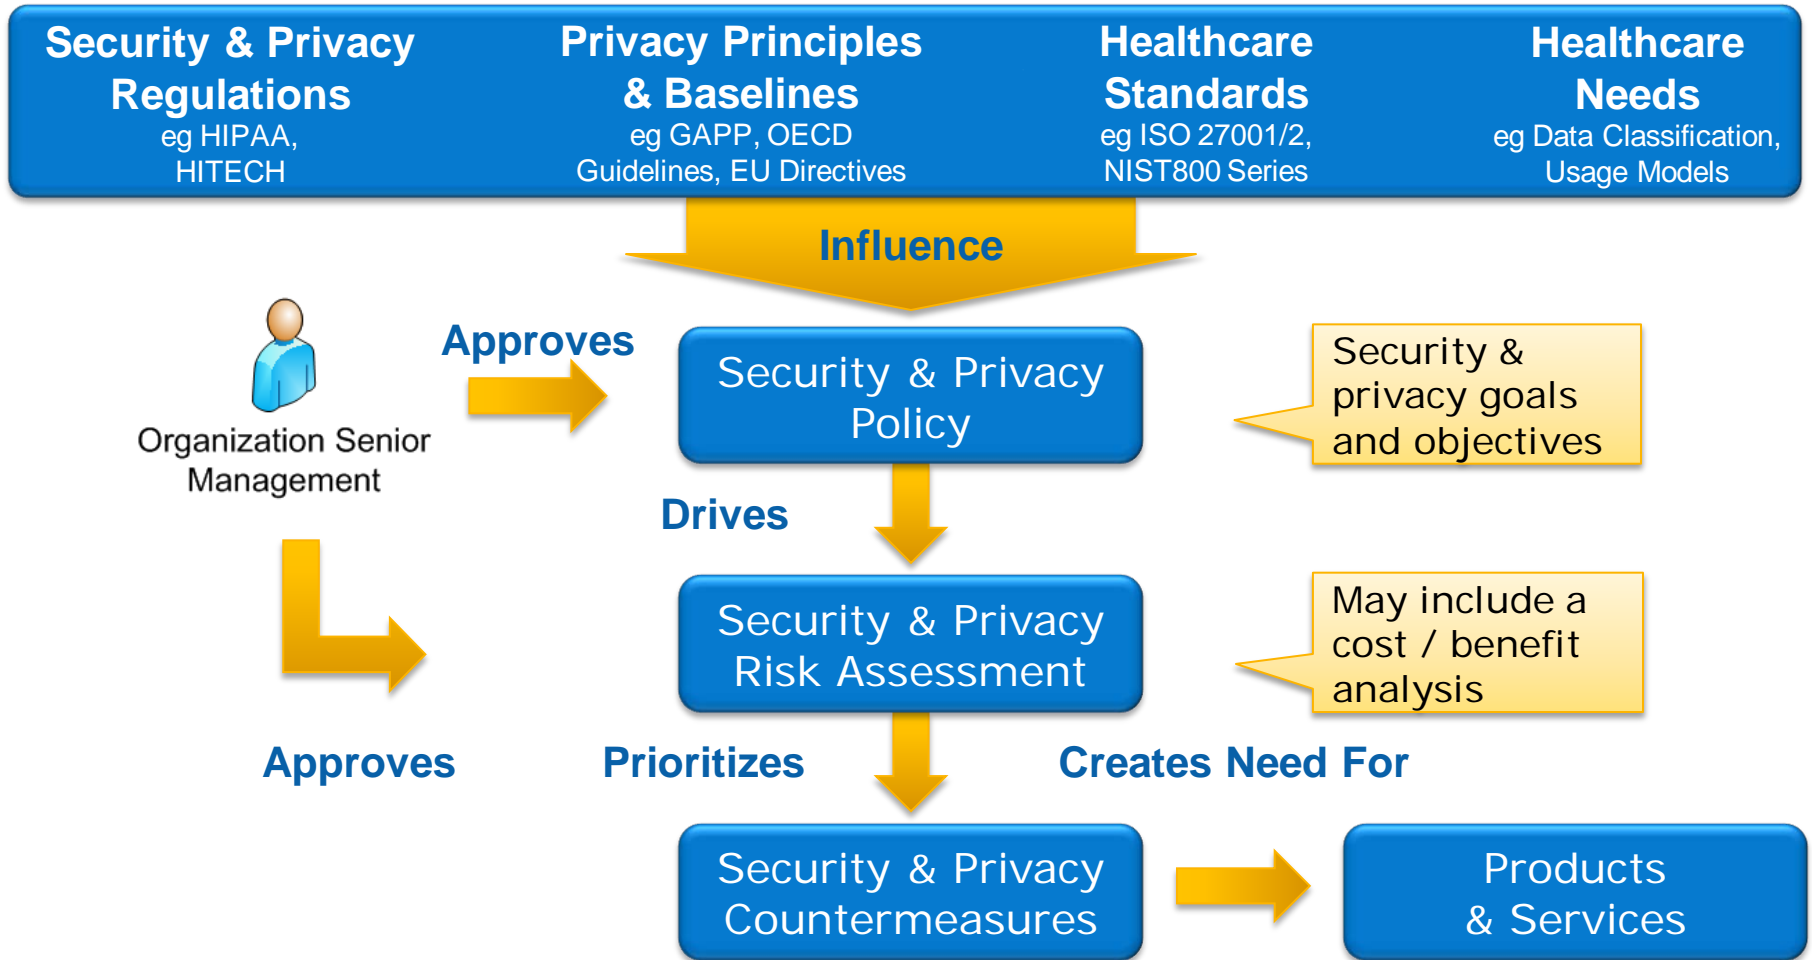 Security & Privacy
Regulations
eg HIPAA,
HITECH
Privacy Principles
& Baselines
eg GAPP, OECD
Guidelines, EU Directives
Healthcare
Standards
eg ISO 27001/2,
NIST800 Series
Healthcare
Needs
eg Data Classification,
Usage Models
Influence
Organization Senior
Management
Approves
Security & Privacy
Policy
Security &
privacy goals
and objectives
Drives
Security & Privacy
Risk Assessment
May include a
cost / benefit
analysis
Approves
Prioritizes
Creates Need For
Security & Privacy
Countermeasures
Products
& Services